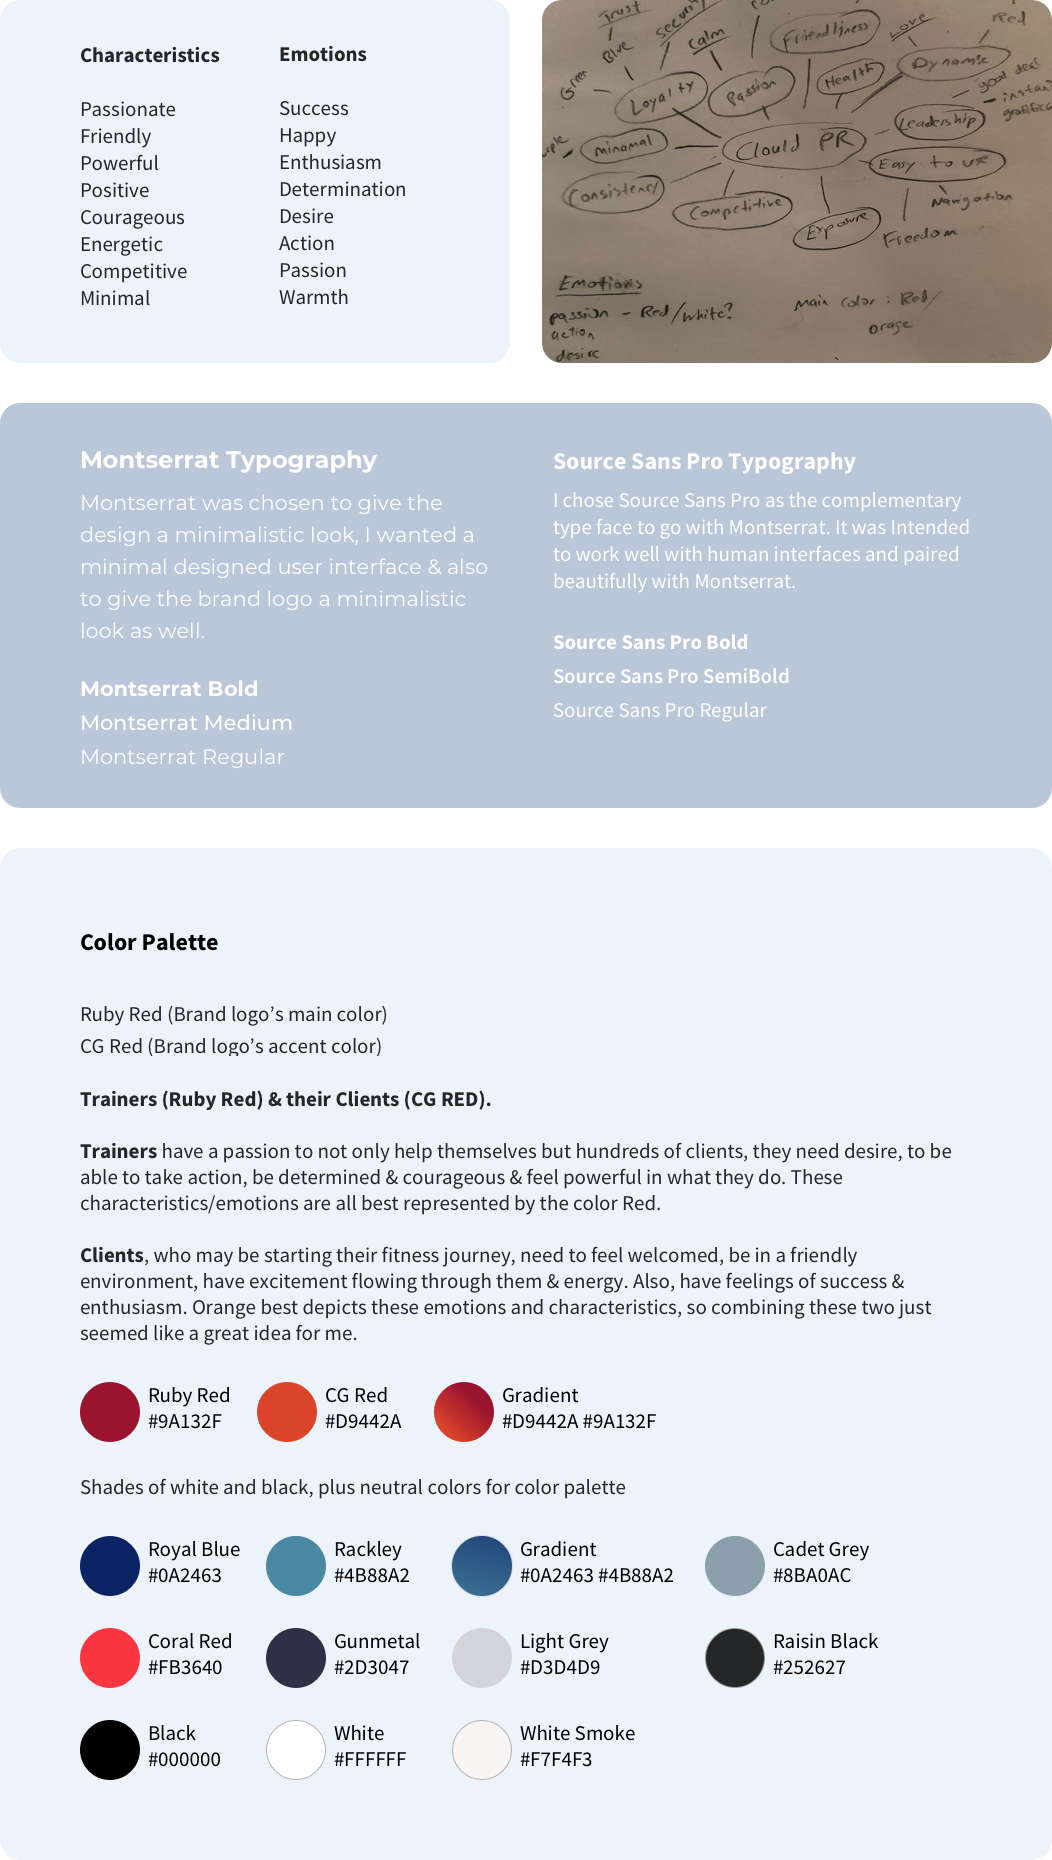 Characteristics
Passionate
Friendly
Powerful
Positive
Courageous
Energetic
Competitive
Minimal
Emotions
Success
Happy
Enthusiasm
Determination
Desire
Action
Passion
Warmth
Trust
Security
Blue
Calm
Green
Friendliness
Love
Red
Dynamic
Health
Passion
Loyalty
good deal
Leadership
minamal
Clould PR
Easy to use
Consistency
Competitive
Navigation
Exposure
Freedom
Emotions
passion - Red/white?
action
desire
Main color : Red/
orage
Montserrat Typography
Montserrat was chosen to give the
design a minimalistic look, I wanted a
minimal designed user interface & also
to give the brand logo a minimalistic
look as well.
Montserrat Bold
Montserrat Medium
Montserrat Regular
Source Sans Pro Typography
I chose Source Sans Pro as the complementary
type face to go with Montserrat. It was Intended
to work well with human interfaces and paired
beautifully with Montserrat.
Source Sans Pro Bold
Source Sans Pro SemiBold
Source Sans Pro Regular
Color Palette
Ruby Red (Brand logo’s main color)
CG Red (Brand logo’s accent color)
Trainers (Ruby Red) & their Clients (CG RED).
Trainers have a passion to not only help themselves but hundreds of clients, they need desire, to be
able to take action, be determined & courageous & feel powerful in what they do. These
characteristics/emotions are all best represented by the color Red.
Clients, who may be starting their fitness journey, need to feel welcomed, be in a friendly
environment, have excitement flowing through them & energy. Also, have feelings of success &
enthusiasm. Orange best depicts these emotions and characteristics, so combining these two just
seemed like a great idea for me.
Ruby Red
#9A132F
CG Red
#D9442A
Gradient
#D9442A #9A132F
Shades of white and black, plus neutral colors for color palette
Royal Blue
#0A2463
Rackley
#4B88A2
Gradient
#0A2463 #4B88A2
Cadet Grey
#8BA0AC
Coral Red
#FB3640
Gunmetal
#2D3047
Light Grey
#D3D4D9
Raisin Black
#252627
Black
#000000
White
#FFFFFF
White Smoke
#F7F4F3